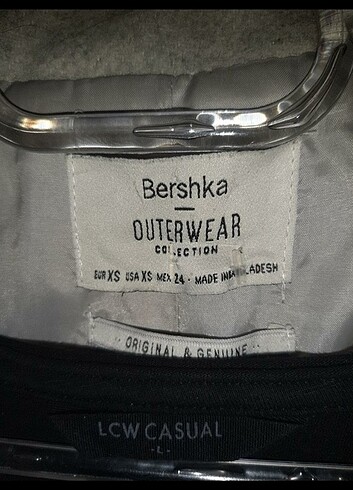 Bershka
OUTERWEAR
COLLECTION
EUR XS USA XS MEX 24 · MADE IN BANGLADESH
·· ORIGINAL & GENUINE ··
LCW CASUAL
- L -